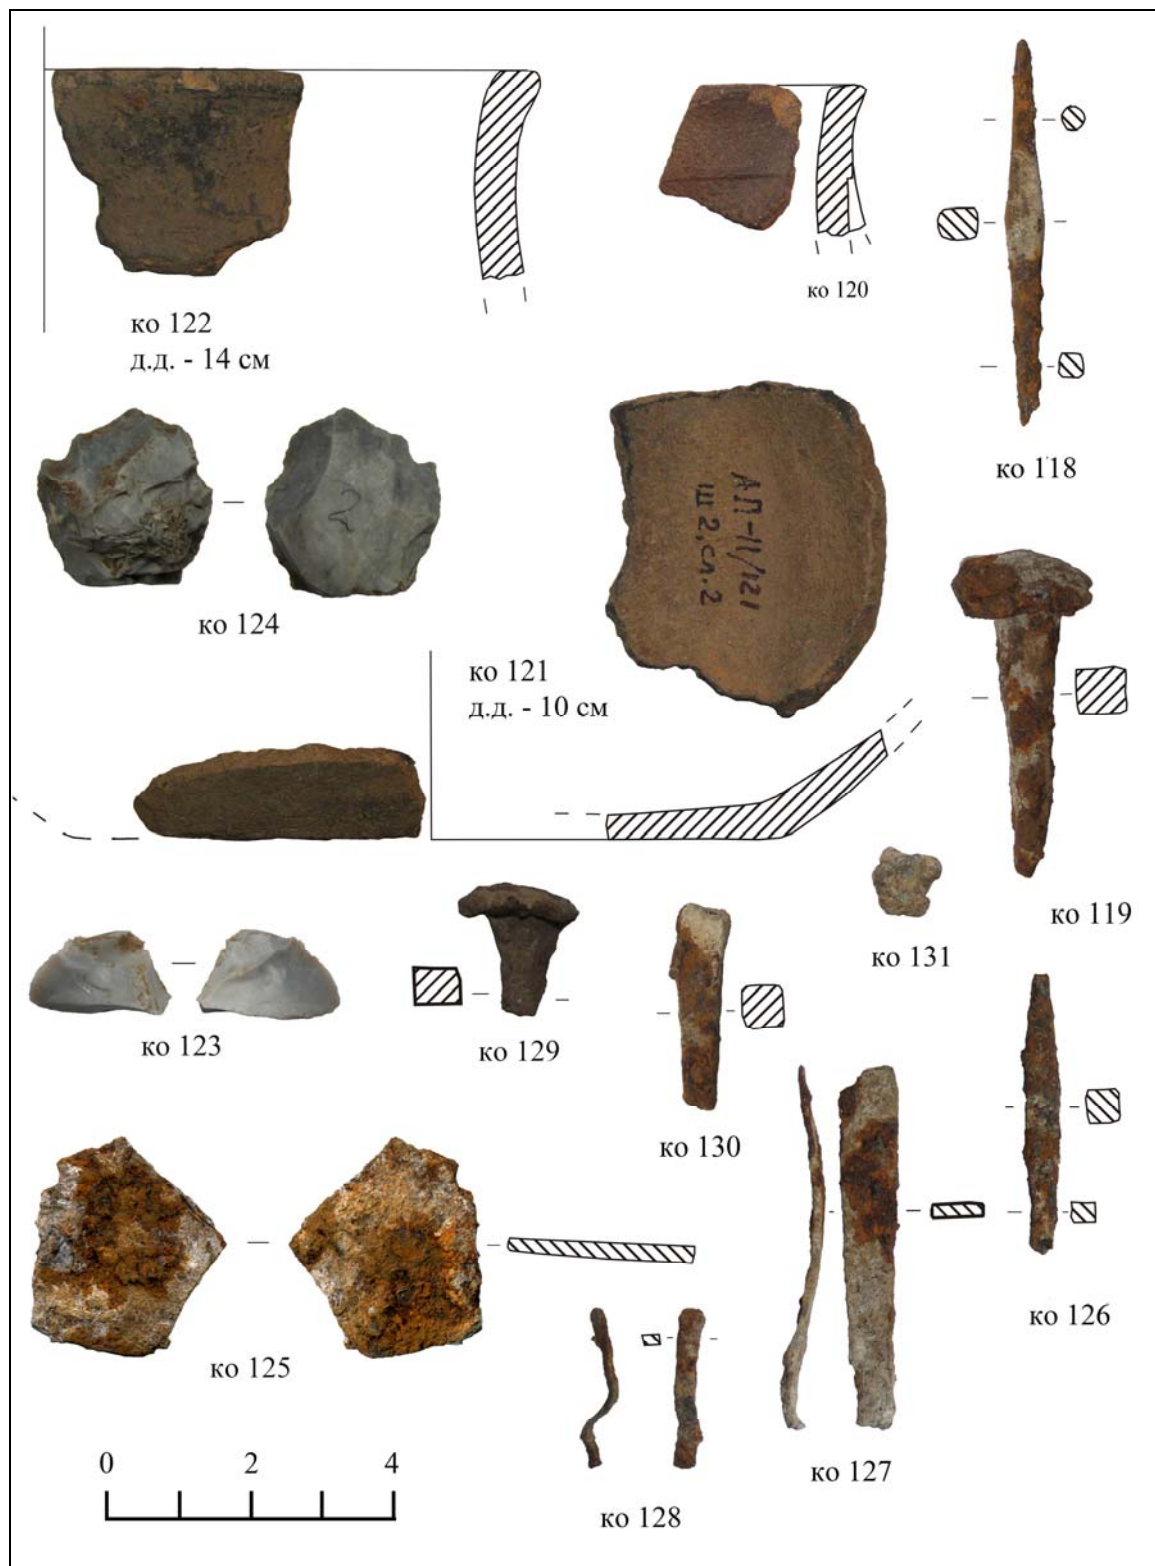 ко 122
д.д. - 14 см
ко 120
ко 118
ко 124
АП-11/121
ш 2, сл. 2
ко 121
д.д. - 10 см
ко 119
ко 131
ко 123
ко 129
ко 130
ко 126
ко 125
ко 127
ко 128
0 2 4